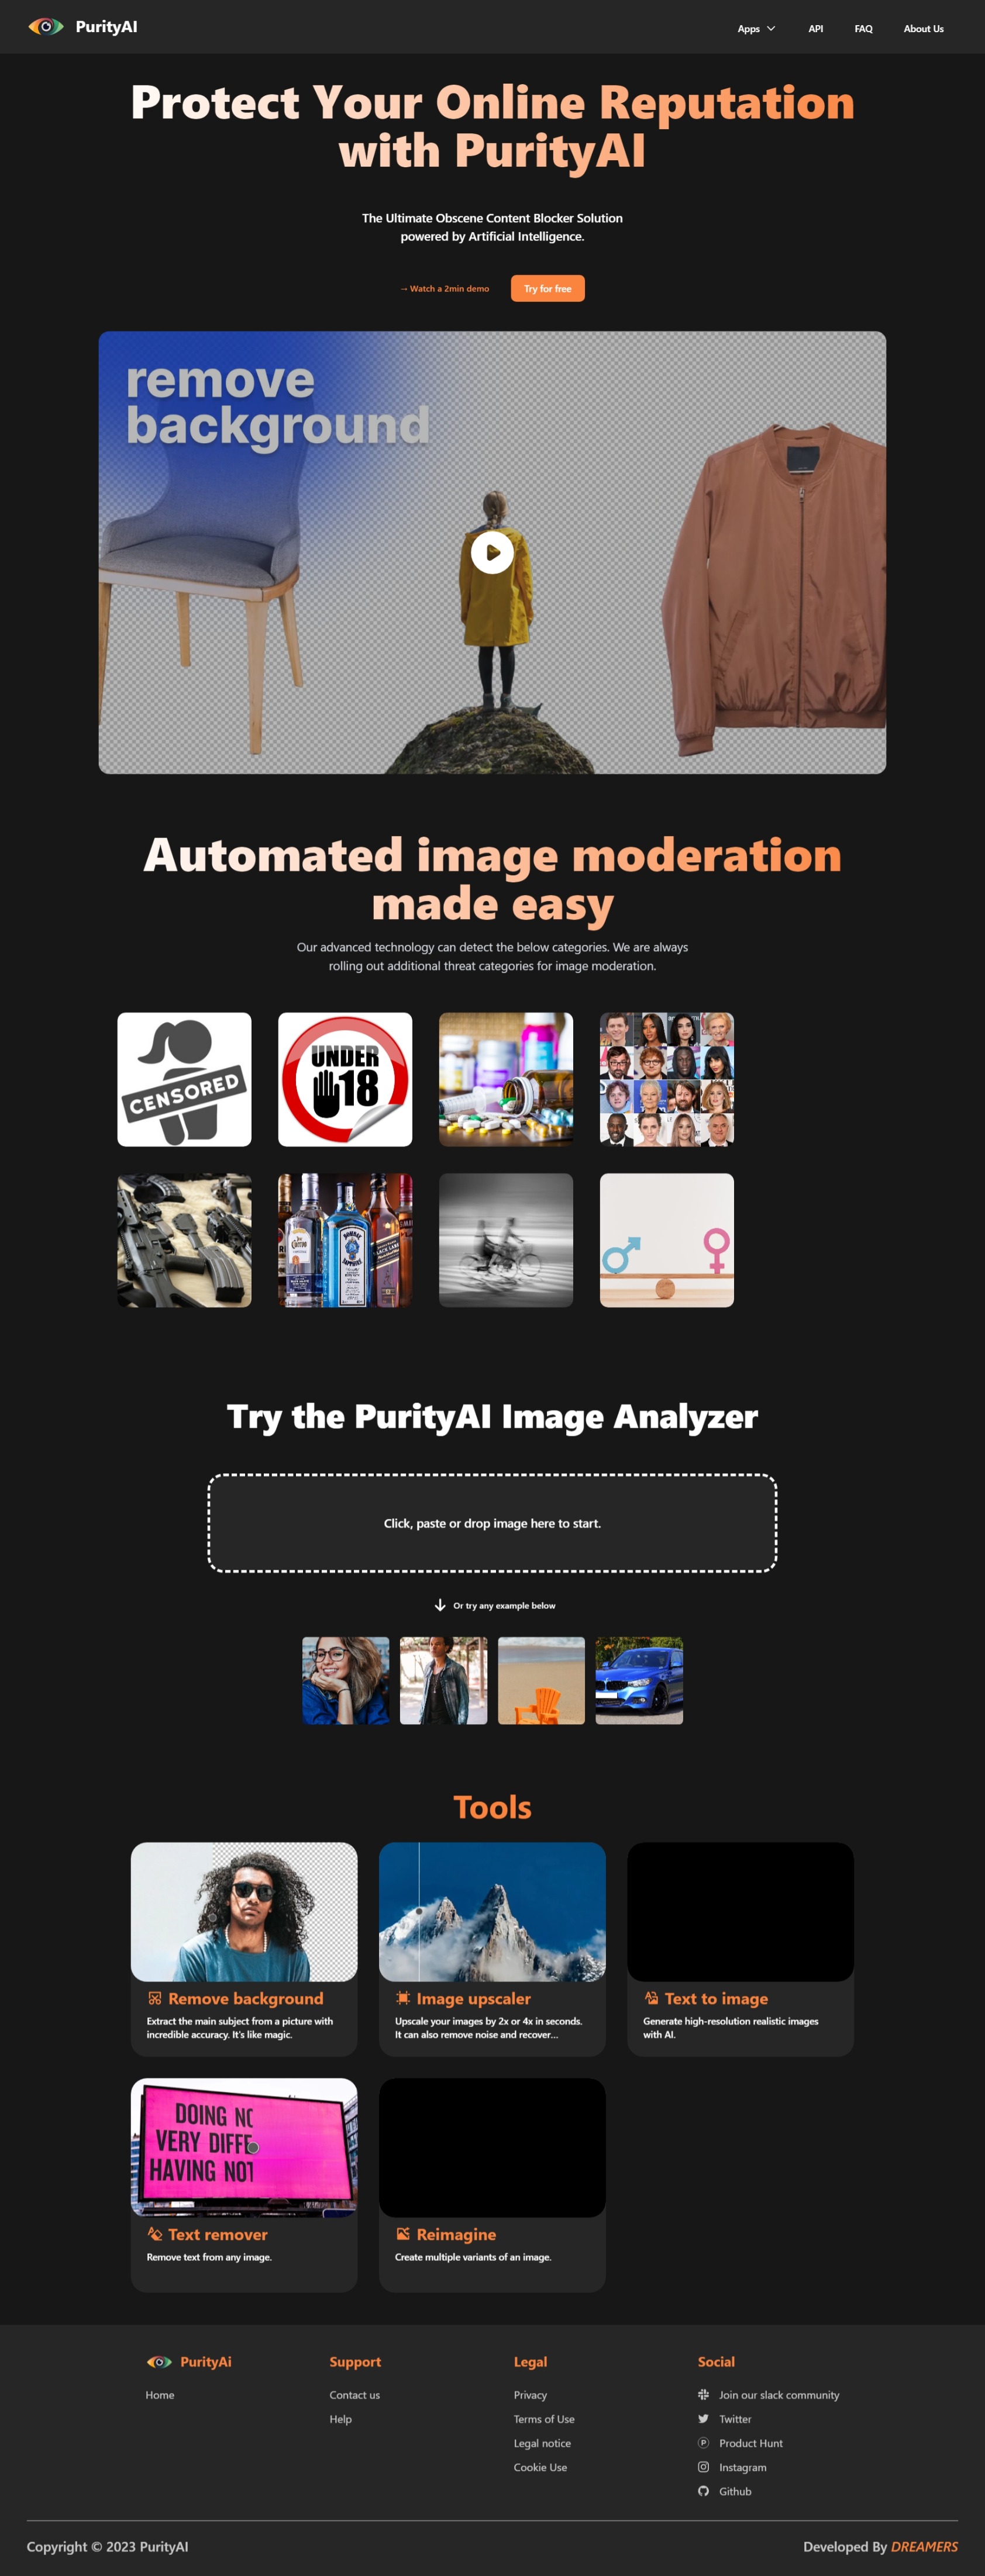 PurityAI
Apps
API
FAQ
About Us
Protect Your Online Reputation
with PurityAI
The Ultimate Obscene Content Blocker Solution
powered by Artificial Intelligence.
→ Watch a 2min demo
Try for free
remove
background
Automated image moderation
made easy
Our advanced technology can detect the below categories. We are always
rolling out additional threat categories for image moderation.
CENSORED
UNDER
18
BOMBAY
SAPPHIRE
BLACK LABEL
Try the PurityAI Image Analyzer
Click, paste or drop image here to start.
Or try any example below
Tools
Remove background
Extract the main subject from a picture with
incredible accuracy. It's like magic.
Image upscaler
Upscale your images by 2x or 4x in seconds.
It can also remove noise and recover...
Text to image
Generate high-resolution realistic images
with AI.
DOING NO
VERY DIFFE
HAVING NOT
Text remover
Remove text from any image.
Reimagine
Create multiple variants of an image.
PurityAi
Home
Support
Contact us
Help
Legal
Privacy
Terms of Use
Legal notice
Cookie Use
Social
Join our slack community
Twitter
Product Hunt
Instagram
Github
Copyright © 2023 PurityAI
Developed By DREAMERS